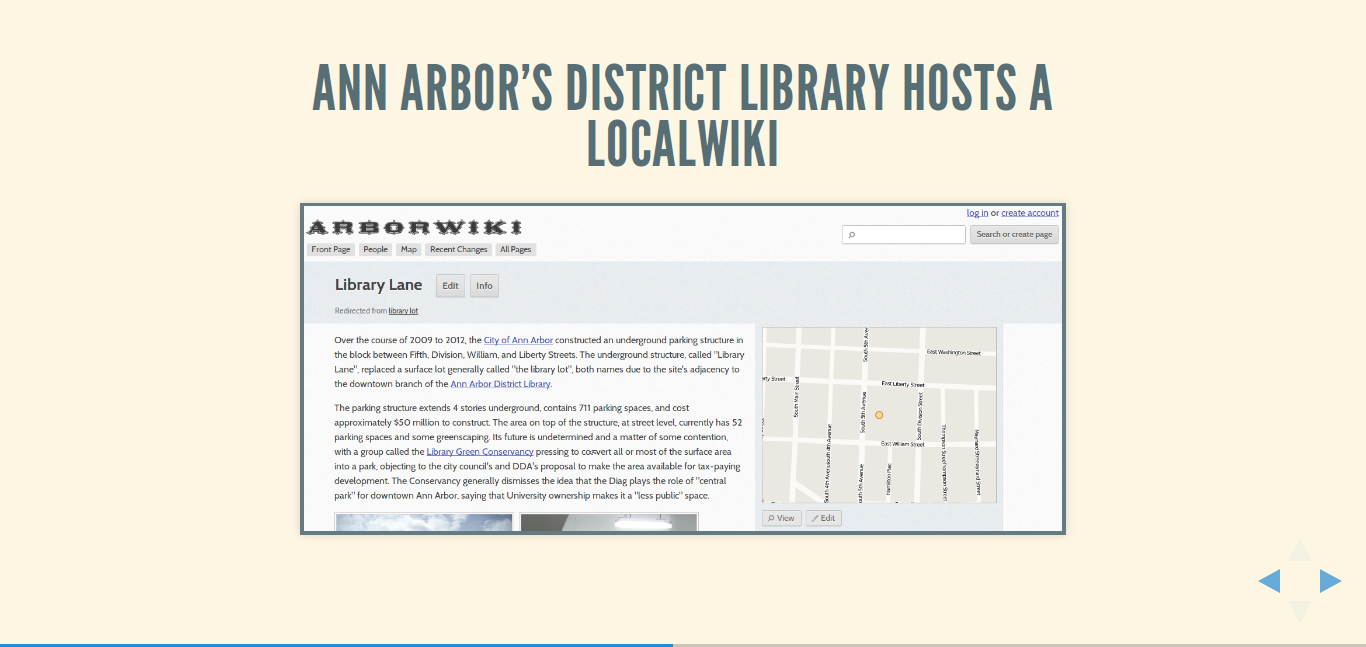 ANN ARBOR'S DISTRICT LIBRARY HOSTS A
LOCALWIKI
log in or create account
ARBORWIKI
Search or create page
Front Page People Map Recent Changes All Pages
Library Lane Edit Info
Redirected from library lot
Over the course of 2009 to 2012, the City of Ann Arbor constructed an underground parking structure in
the block between Fifth, Division, William, and Liberty Streets. The underground structure, called "Library
Lane", replaced a surface lot generally called "the library lot", both names due to the site's adjacency to
the downtown branch of the Ann Arbor District Library.
The parking structure extends 4 stories underground, contains 711 parking spaces, and cost
approximately $50 million to construct. The area on top of the structure, at street level, currently has 52
parking spaces and some greenscaping. Its future is undetermined and a matter of some contention,
with a group called the Library Green Conservancy pressing to convert all or most of the surface area
into a park, objecting to the city council's and DDA's proposal to make the area available for tax-paying
development. The Conservancy generally dismisses the idea that the Diag plays the role of "central
park" for downtown Ann Arbor, saying that University ownership makes it a "less public" space.
South 5th Ave
East Washington Street
erty Street
East Liberty Street
South Main Street
South 5th Avenue
South Division Street
East William Street
South 4th Avenue
South 5th Avenue
Hamilton Plac
Thompson Street
Maynard Street
View Edit